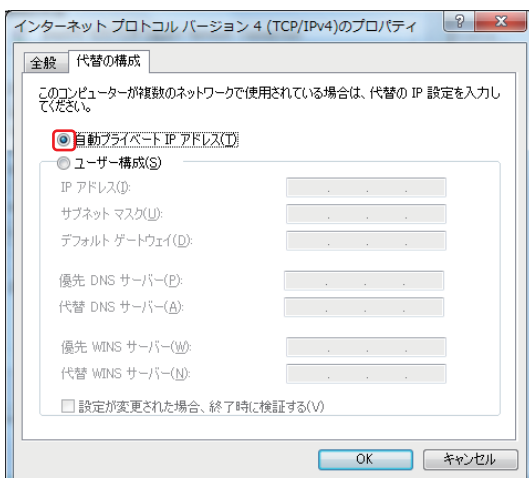 インターネット プロトコル バージョン 4 (TCP/IPv4)のプロパティ
全般
代替の構成
このコンピューターが複数のネットワークで使用されている場合は、代替の IP 設定を入力し
てください。
自動プライベート IP アドレス(T)
ユーザー構成(S)
IP アドレス(I):
サブネット マスク(U):
デフォルト ゲートウェイ(D):
優先 DNS サーバー(P):
代替 DNS サーバー(A):
優先 WINS サーバー(W):
代替 WINS サーバー(N):
設定が変更された場合、終了時に検証する(V)
OK
キャンセル